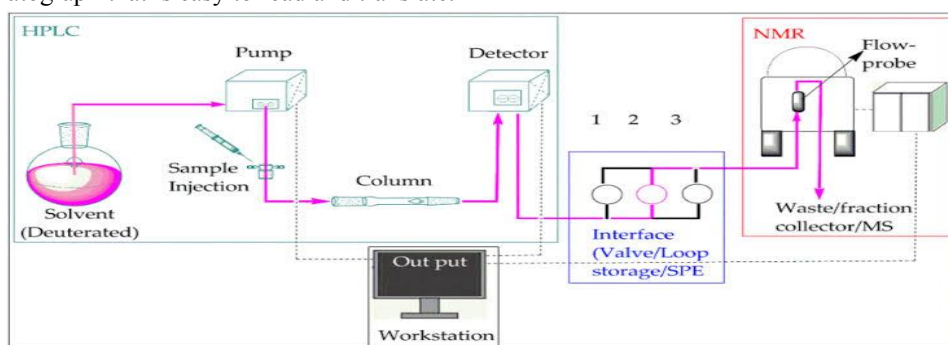 HPLC
Pump
Detector
Sample
Injection
Column
Solvent
(Deuterated)
1 2 3
Interface
(Valve/Loop
storage/SPE
NMR
Flow-
probe
Waste/fraction
collector/MS
Out put
Workstation